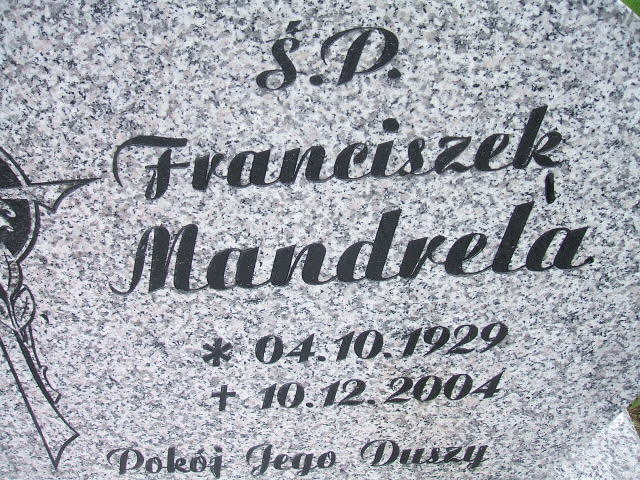 Ś.P.
Franciszek
Mandrela
* 04.10.1929
+ 10.12.2004
Pokój Jego Duszy